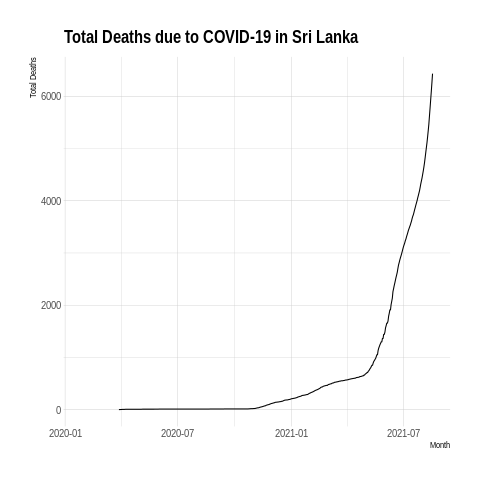 Total Deaths due to COVID-19 in Sri Lanka
Total Deaths
6000
4000
2000
0
2020-01 2020-07 2021-01 2021-07
Month